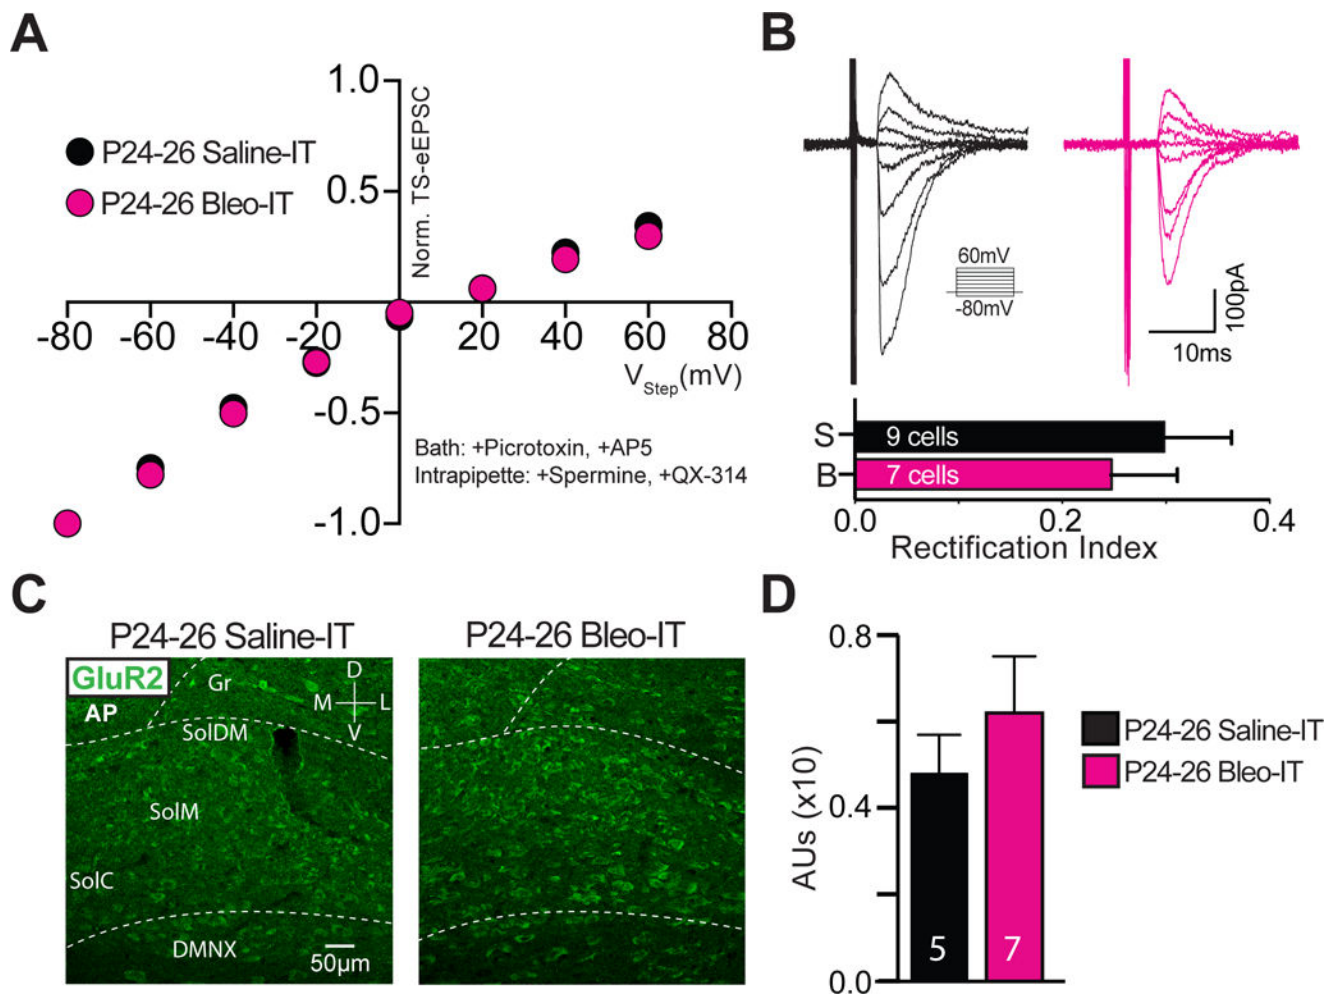 A
P24-26 Saline-IT
P24-26 Bleo-IT
1.0
0.5
-0.5
-1.0
Norm. TS-eEPSC
-80 -60 -40 -20 20 40 60 80
VStep(mV)
Bath: +Picrotoxin, +AP5
Intrapipette: +Spermine, +QX-314
B
60mV
-80mV
100pA
10ms
S 9 cells
B 7 cells
0.0 0.2 0.4
Rectification Index
C
P24-26 Saline-IT
P24-26 Bleo-IT
GluR2
AP
Gr
D
M L
V
SolDM
SolM
SolC
DMNX
50µm
D
0.8
0.4
0.0
AUs (x10)
5 7
P24-26 Saline-IT
P24-26 Bleo-IT